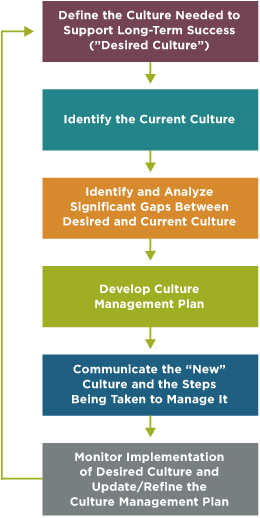 Define the Culture Needed to
Support Long-Term Success
(”Desired Culture”)
Identify the Current Culture
Identify and Analyze
Significant Gaps Between
Desired and Current Culture
Develop Culture
Management Plan
Communicate the “New”
Culture and the Steps
Being Taken to Manage It
Monitor Implementation
of Desired Culture and
Update/Refine the
Culture Management Plan